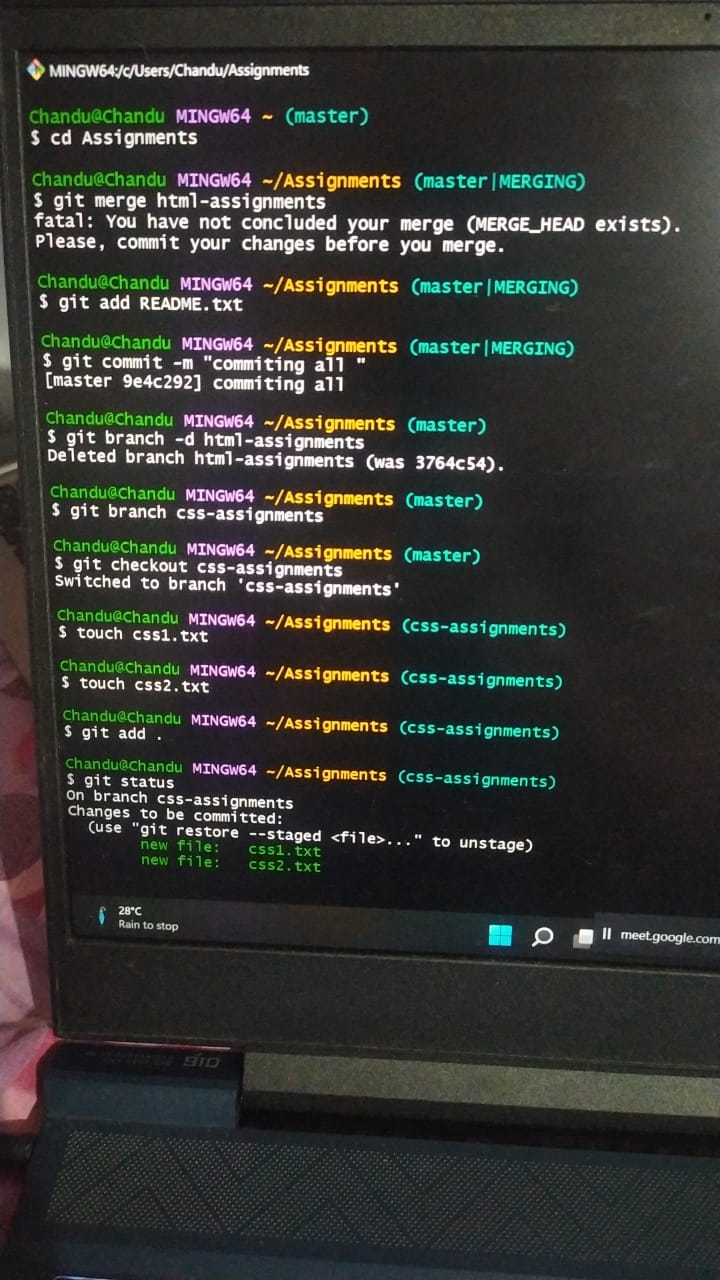 MINGW64:/c/Users/Chandu/Assignments
Chandu@Chandu MINGW64 ~ (master)
$ cd Assignments
Chandu@Chandu MINGW64 ~/Assignments (master|MERGING)
$ git merge html-assignments
fatal: You have not concluded your merge (MERGE_HEAD exists).
Please, commit your changes before you merge.
Chandu@Chandu MINGW64 ~/Assignments (master|MERGING)
$ git add README.txt
Chandu@Chandu MINGW64 ~/Assignments (master|MERGING)
$ git commit -m "commiting all "
[master 9e4c292] commiting all
Chandu@Chandu MINGW64 ~/Assignments (master)
$ git branch -d html-assignments
Deleted branch html-assignments (was 3764c54).
Chandu@Chandu MINGW64 ~/Assignments (master)
$ git branch css-assignments
Chandu@Chandu MINGW64 ~/Assignments (master)
$ git checkout css-assignments
Switched to branch 'css-assignments'
Chandu@Chandu MINGW64 ~/Assignments (css-assignments)
$ touch css1.txt
Chandu@Chandu MINGW64 ~/Assignments (css-assignments)
$ touch css2.txt
Chandu@Chandu MINGW64 ~/Assignments (css-assignments)
$ git add .
Chandu@Chandu MINGW64 ~/Assignments (css-assignments)
$ git status
On branch css-assignments
Changes to be committed:
(use "git restore --staged <file>..." to unstage)
new file: css1.txt
new file: css2.txt
28°C
Rain to stop
meet.google.com